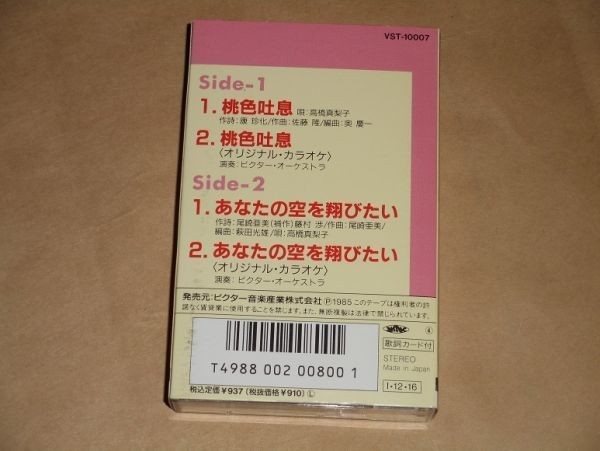 VST-10007
Side-1
1. 桃色吐息 唄:高橋真梨子
作詩:康 珍化/作曲:佐藤 隆/編曲:奥 慶一
2. 桃色吐息
〈オリジナル・カラオケ〉
演奏:ビクター・オーケストラ
Side-2
1. あなたの空を翔びたい
作詩:尾崎亜美(補作)藤村 渉/作曲:尾崎亜美/
編曲:萩田光雄/唄:高橋真梨子
2. あなたの空を翔びたい
〈オリジナル・カラオケ〉
演奏:ビクター・オーケストラ
発売元:ビクター音楽産業株式会社 Ⓟ1985 このテープは権利者の許
諾なく賃貸業に使用することを禁じます。また、無断複製は法律で禁じられています。
④
歌詞カード付
STEREO
Made in Japan
T4988 002 00800 1
税込定価¥937 (税抜価格¥910) Ⓛ
I・12・16